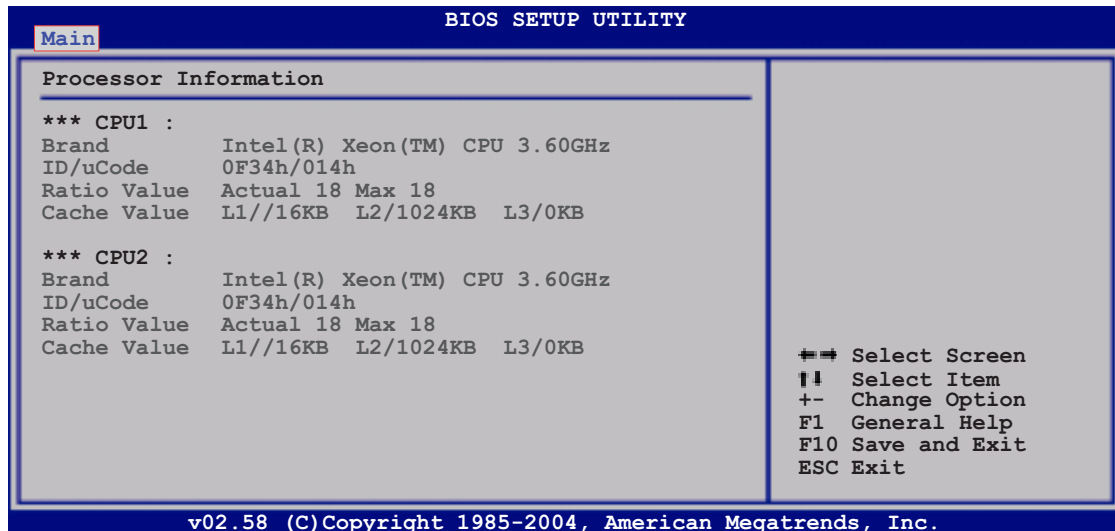 BIOS SETUP UTILITY
Main
Processor Information
*** CPU1 :
Brand Intel(R) Xeon(TM) CPU 3.60GHz
ID/uCode 0F34h/014h
Ratio Value Actual 18 Max 18
Cache Value L1//16KB L2/1024KB L3/0KB
*** CPU2 :
Brand Intel(R) Xeon(TM) CPU 3.60GHz
ID/uCode 0F34h/014h
Ratio Value Actual 18 Max 18
Cache Value L1//16KB L2/1024KB L3/0KB
←→ Select Screen
↑↓ Select Item
+- Change Option
F1 General Help
F10 Save and Exit
ESC Exit
v02.58 (C)Copyright 1985-2004, American Megatrends, Inc.